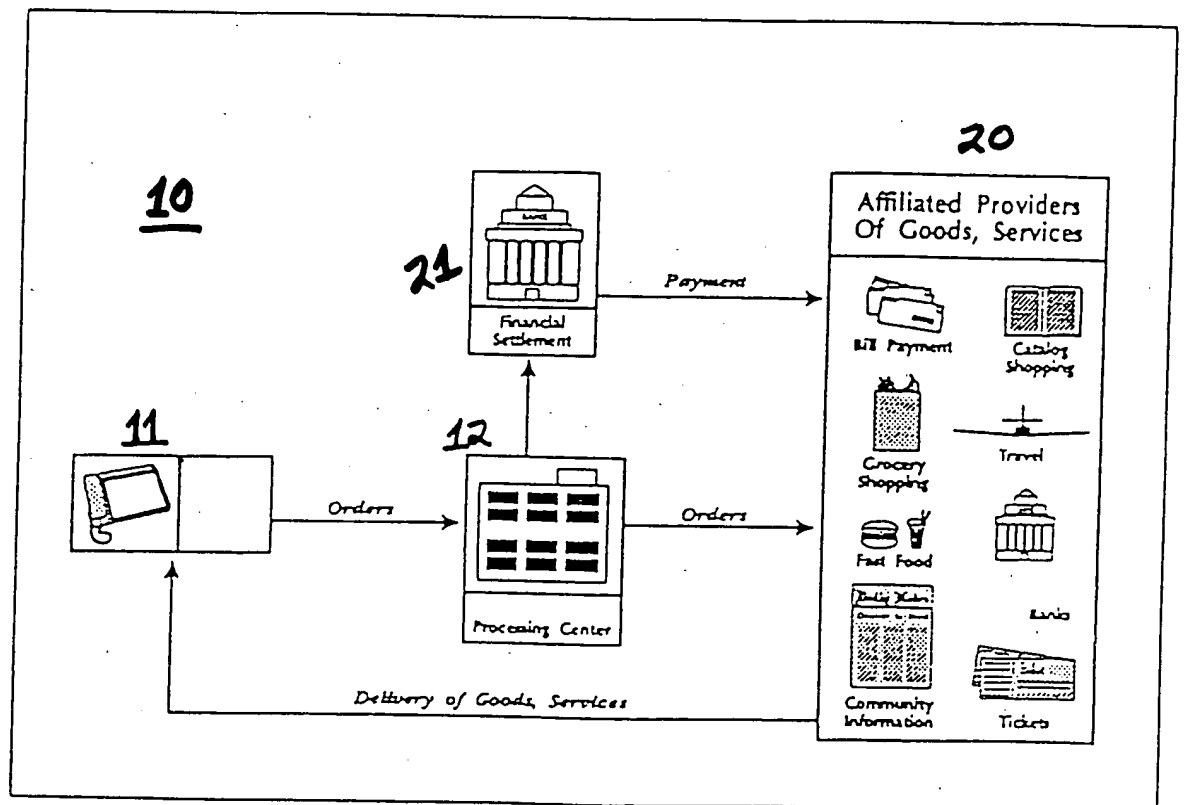 20
10
Affiliated Providers
Of Goods, Services
21
Payment
Financial
Settlement
Bill Payment
Catalog
Shopping
11
12
Grocery
Shopping
Travel
Orders
Orders
Fast Food
Processing Center
Banks
Delivery of Goods, Services
Community
Information
Tickets